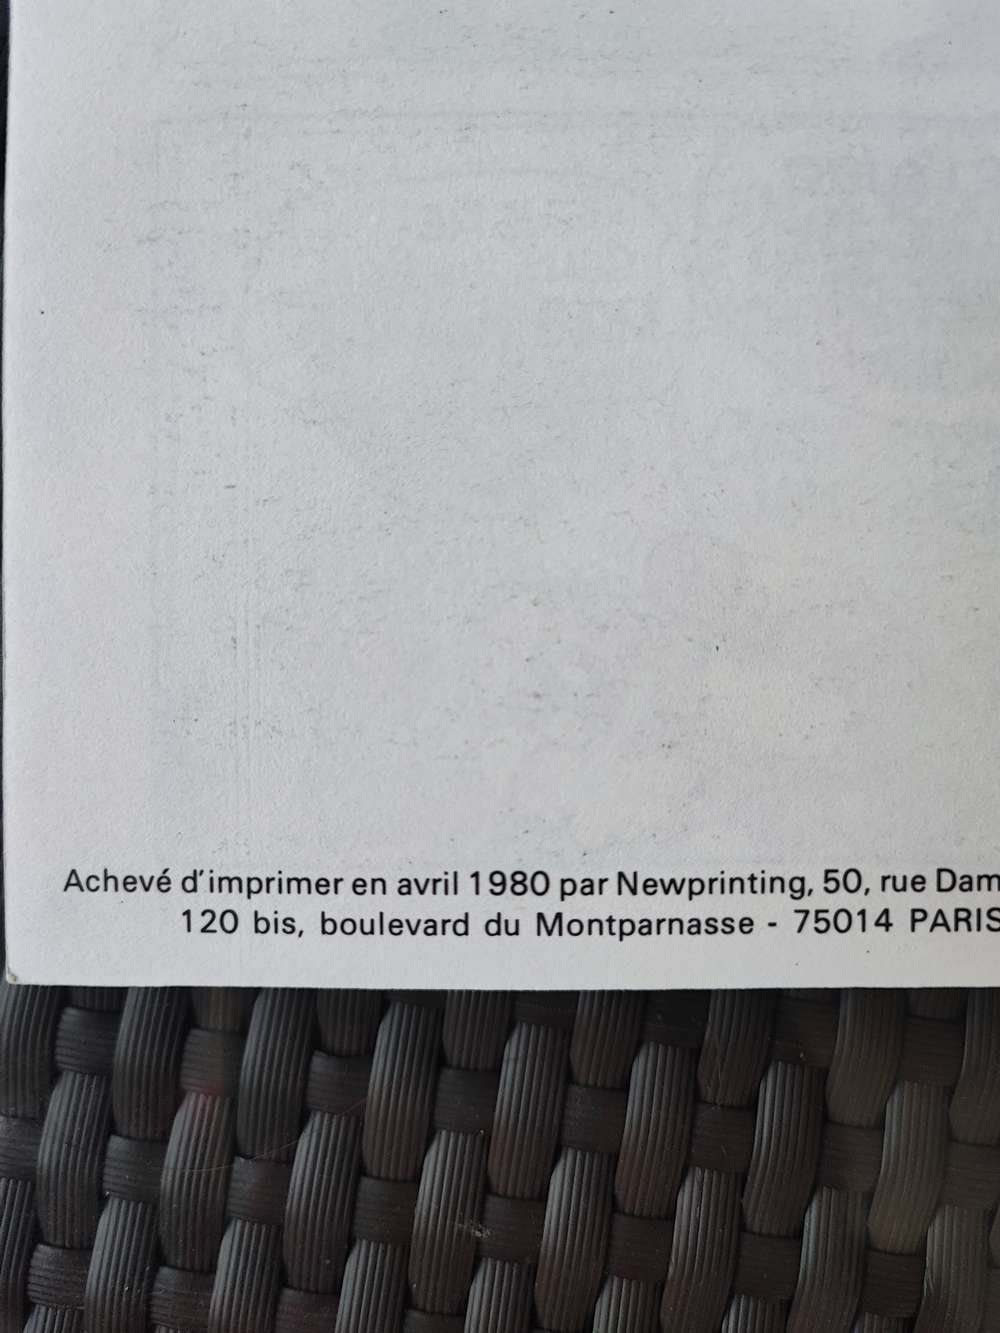 Achevé d'imprimer en avril 1980 par Newprinting, 50, rue Dam
120 bis, boulevard du Montparnasse - 75014 PARIS